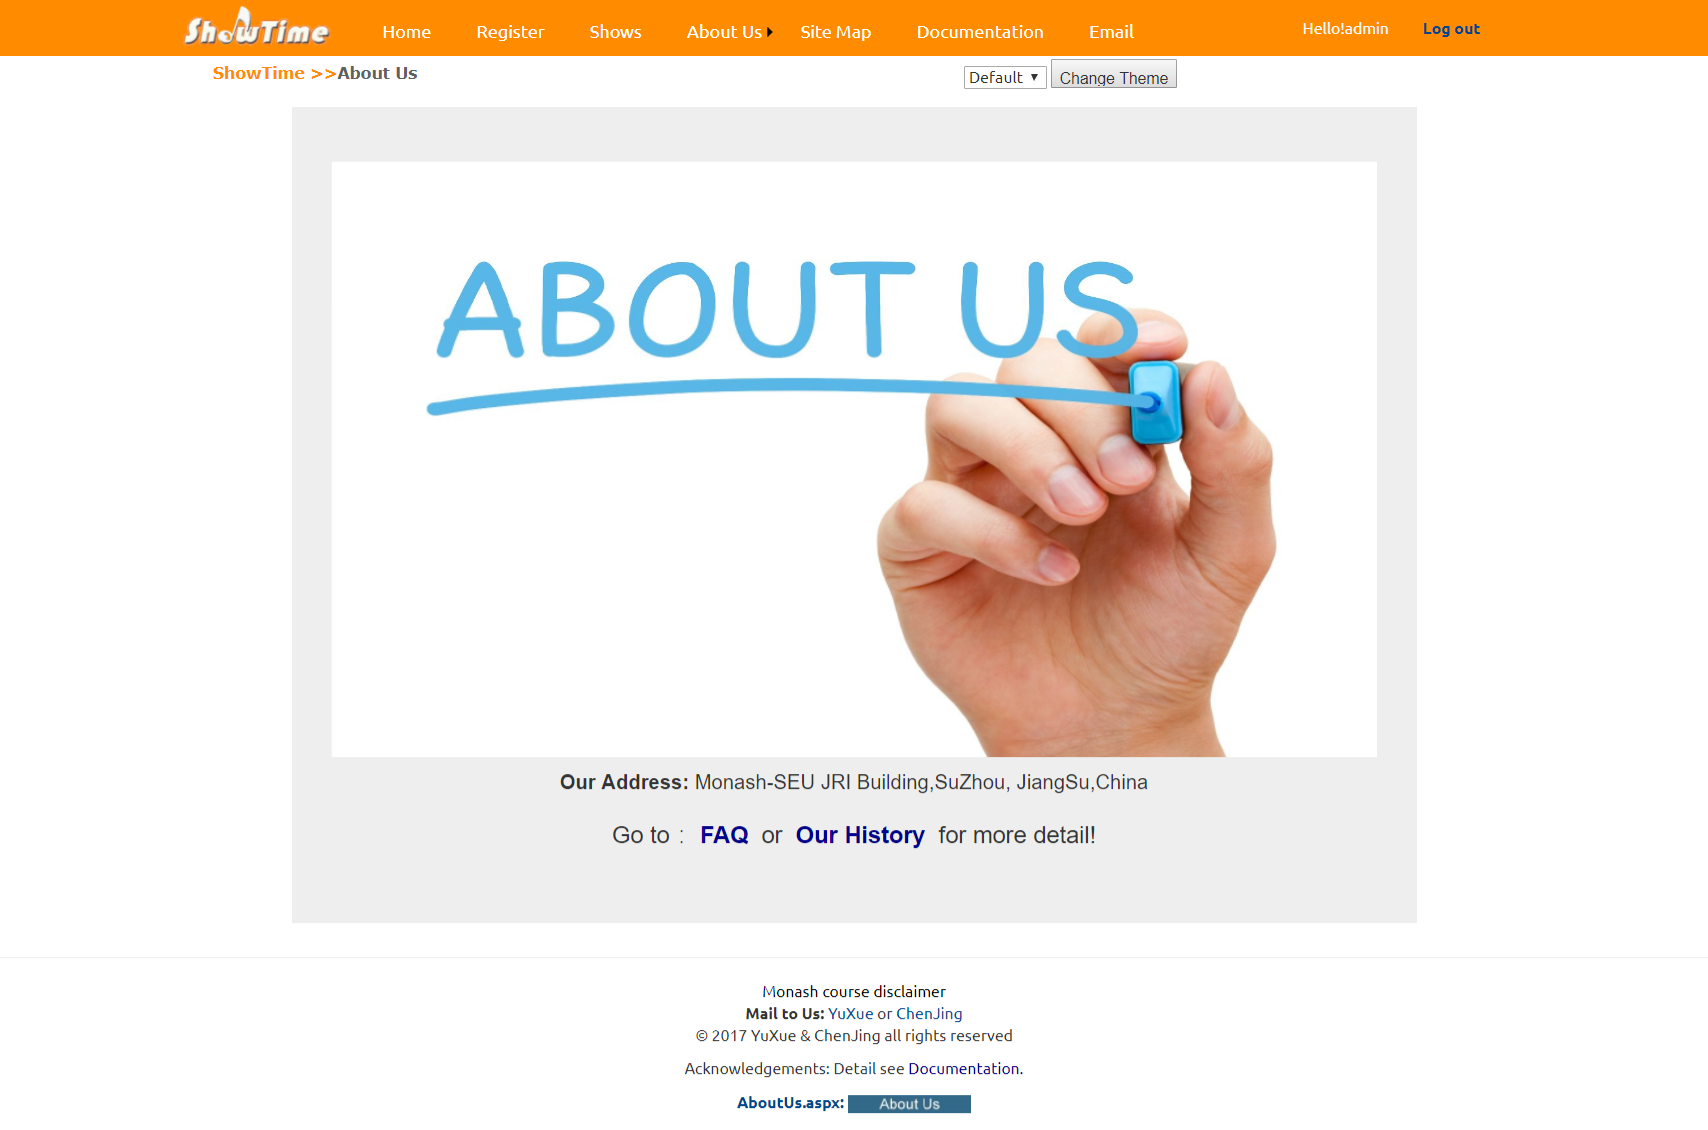 ShowTime Home Register Shows About Us Site Map Documentation Email Hello!admin Log out
ShowTime >>About Us Default Change Theme
ABOUT US
Our Address: Monash-SEU JRI Building,SuZhou, JiangSu,China
Go to : FAQ or Our History for more detail!
Monash course disclaimer
Mail to Us: YuXue or ChenJing
© 2017 YuXue & ChenJing all rights reserved
Acknowledgements: Detail see Documentation.
AboutUs.aspx: About Us